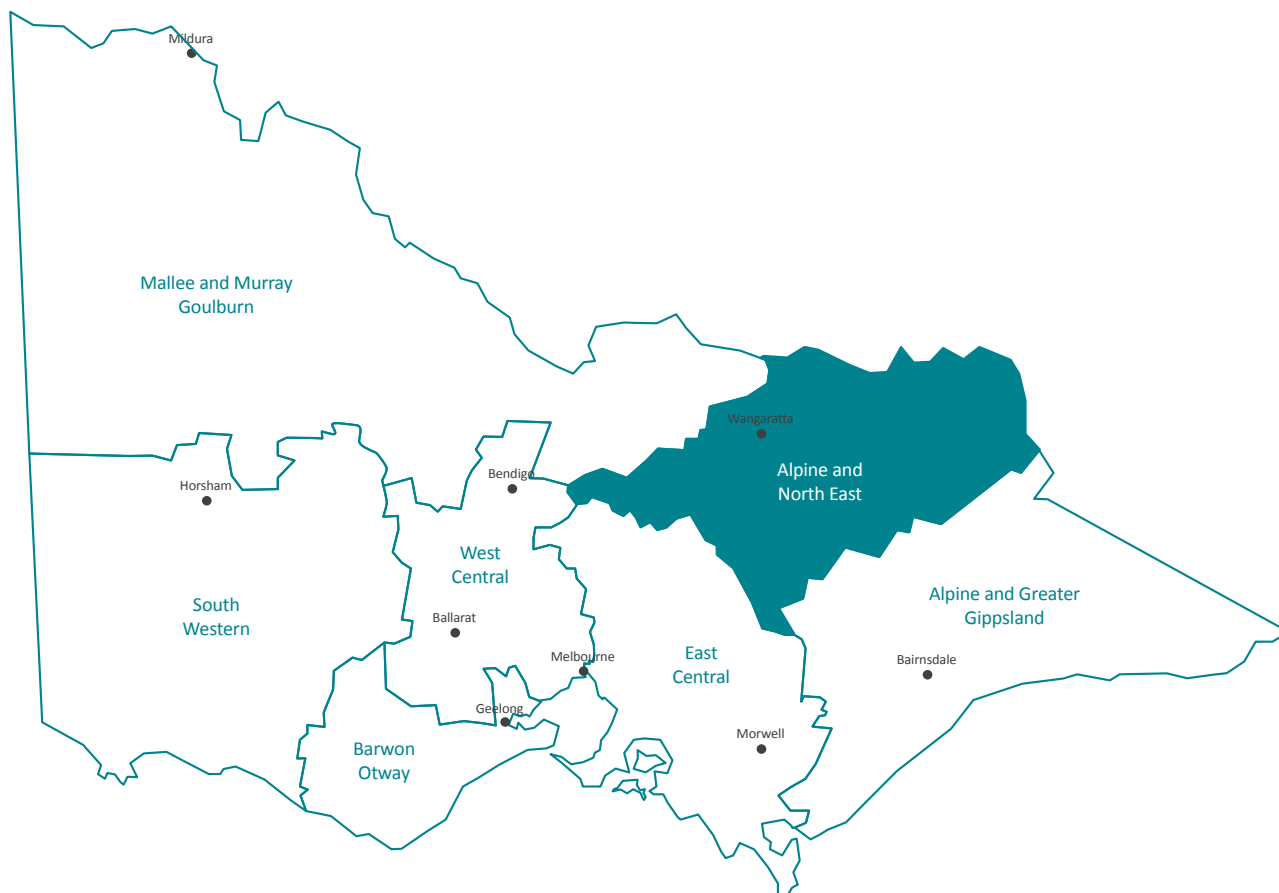 Mildura
Mallee and Murray
Goulburn
Wangaratta
Alpine and
North East
Bendigo
Horsham
West
Central
Alpine and Greater
Gippsland
South
Western
Ballarat
East
Central
Melbourne
Bairnsdale
Geelong
Morwell
Barwon
Otway